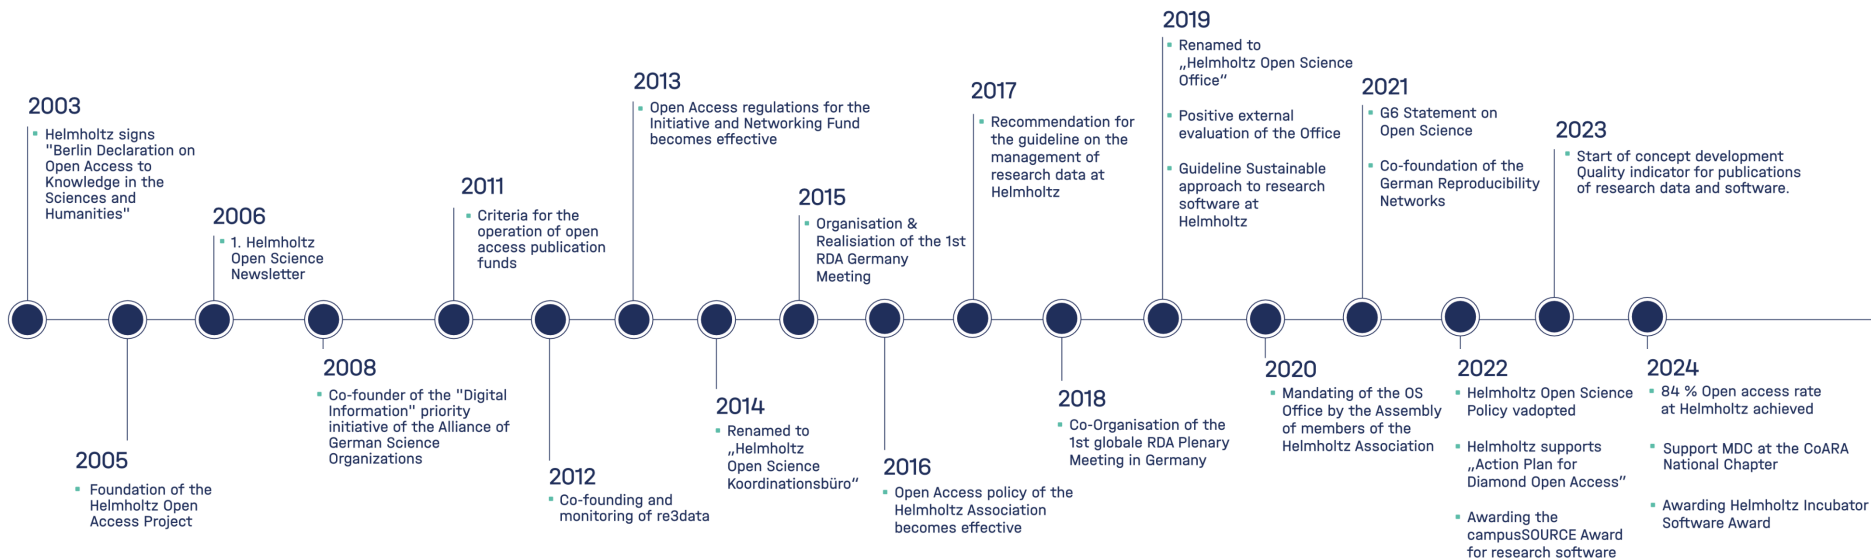 2003
Helmholtz signs
"Berlin Declaration on
Open Access to
Knowledge in the
Sciences and
Humanities"
2005
Foundation of the
Helmholtz Open
Access Project
2006
1. Helmholtz
Open Science
Newsletter
2008
Co-founder of the "Digital
Information" priority
initiative of the Alliance of
German Science
Organizations
2011
Criteria for the
operation of open
access publication
funds
2012
Co-founding and
monitoring of re3data
2013
Open Access regulations for the
Initiative and Networking Fund
becomes effective
2014
Renamed to
„Helmholtz
Open Science
Koordinationsbüro“
2015
Organisation &
Realisiation of the 1st
RDA Germany
Meeting
2016
Open Access policy of the
Helmholtz Association
becomes effective
2017
Recommendation for
the guideline on the
management of
research data at
Helmholtz
2018
Co-Organisation of the
1st globale RDA Plenary
Meeting in Germany
2019
Renamed to
„Helmholtz Open Science
Office“
Positive external
evaluation of the Office
Guideline Sustainable
approach to research
software at
Helmholtz
2020
Mandating of the OS
Office by the Assembly
of members of the
Helmholtz Association
2021
G6 Statement on
Open Science
Co-foundation of the
German Reproducibility
Networks
2022
Helmholtz Open Science
Policy vadopted
Helmholtz supports
„Action Plan for
Diamond Open Access“
Awarding the
campusSOURCE Award
for research software
2023
Start of concept development
Quality indicator for publications
of research data and software.
2024
84 % Open access rate
at Helmholtz achieved
Support MDC at the CoARA
National Chapter
Awarding Helmholtz Incubator
Software Award